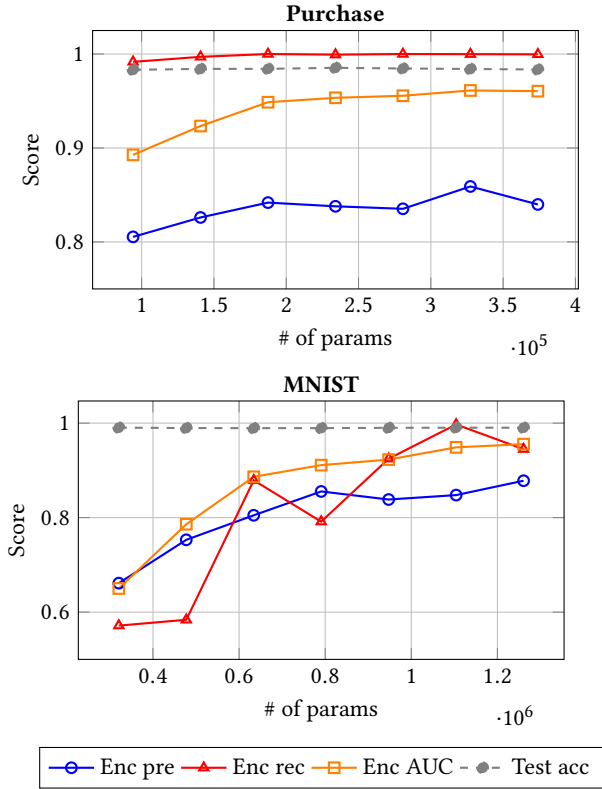 Purchase
1
0.9
0.8
Score
1
1.5
2
2.5
3
3.5
4
# of params
·10^5
MNIST
1
0.8
0.6
Score
0.4
0.6
0.8
1
1.2
# of params
·10^6
Enc pre Enc rec Enc AUC Test acc